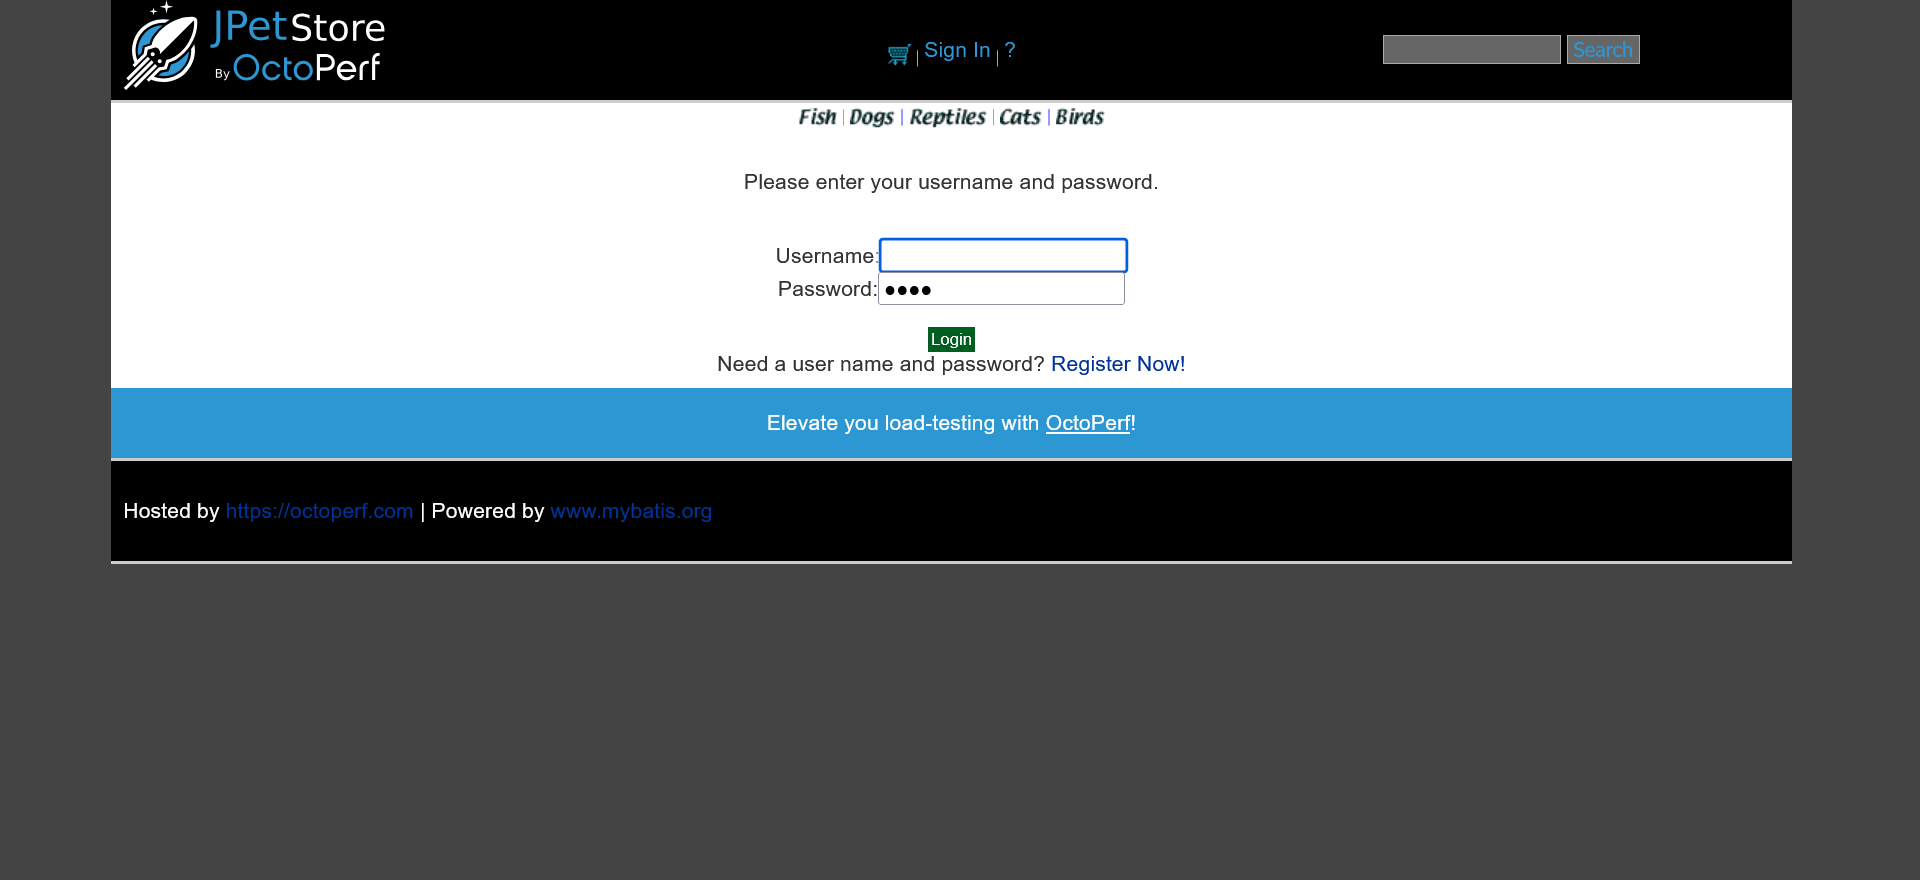 JPetStore
By OctoPerf
Sign In ?
Search
Fish Dogs Reptiles Cats Birds
Please enter your username and password.
Username:
Password: ●●●●
Login
Need a user name and password? Register Now!
Elevate you load-testing with OctoPerf!
Hosted by https://octoperf.com | Powered by www.mybatis.org